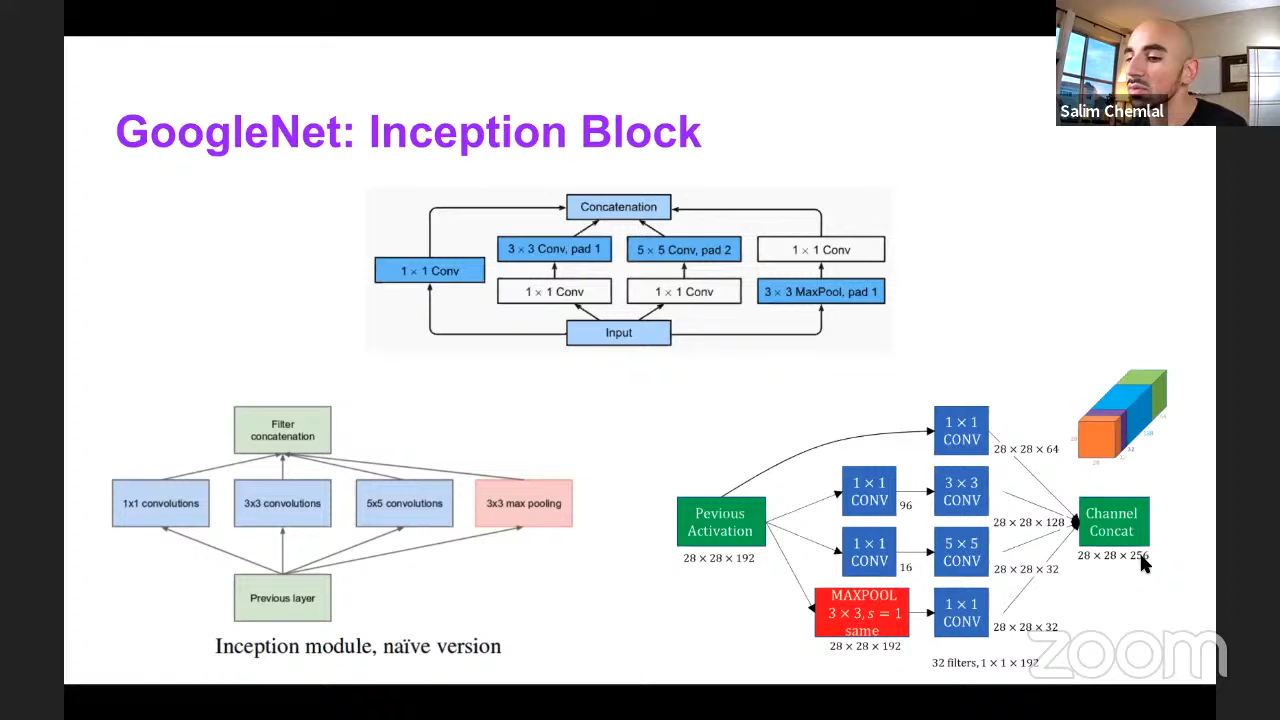 Salim Chemlal
GoogleNet: Inception Block
Concatenation
3 × 3 Conv, pad 1
5 × 5 Conv, pad 2
1 × 1 Conv
1 × 1 Conv
1 × 1 Conv
1 × 1 Conv
3 × 3 MaxPool, pad 1
Input
Filter
concatenation
1x1 convolutions
3x3 convolutions
5x5 convolutions
3x3 max pooling
Previous layer
Inception module, naïve version
Pevious
Activation
28 × 28 × 192
1 × 1
CONV
28 × 28 × 64
1 × 1
CONV
96
3 × 3
CONV
28 × 28 × 128
1 × 1
CONV
16
5 × 5
CONV
28 × 28 × 32
MAXPOOL
3 × 3, s = 1
same
28 × 28 × 192
1 × 1
CONV
28 × 28 × 32
32 filters, 1 × 1 × 192
Channel
Concat
28 × 28 × 256
28
32
zoom